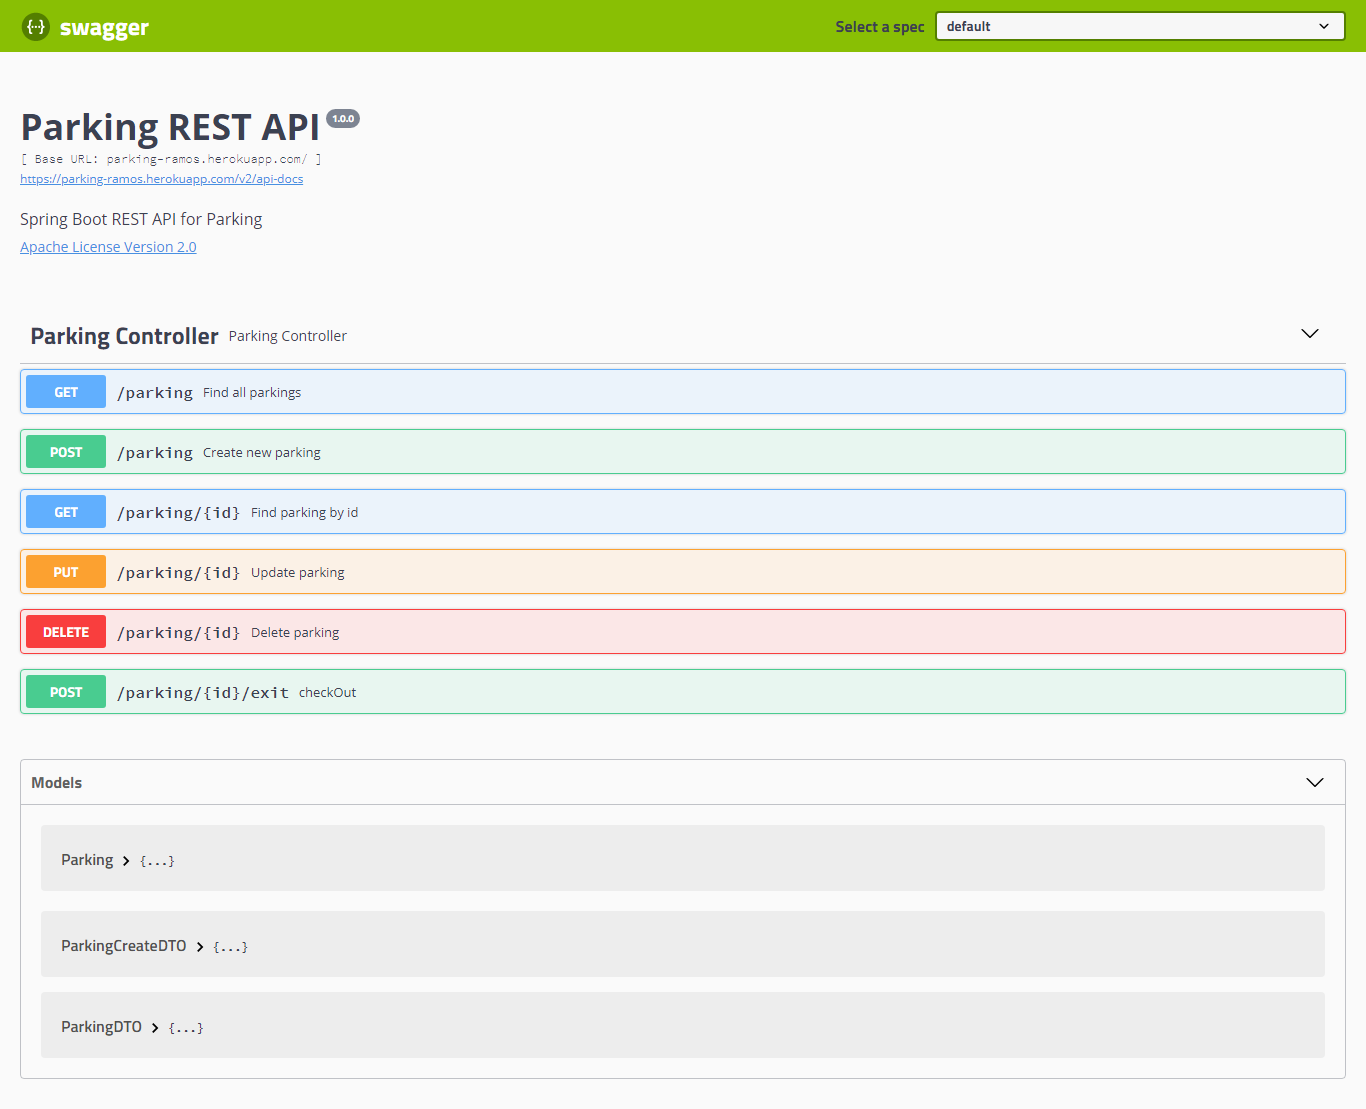 {···} swagger Select a spec default
Parking REST API 1.0.0
[ Base URL: parking-ramos.herokuapp.com/ ]
https://parking-ramos.herokuapp.com/v2/api-docs
Spring Boot REST API for Parking
Apache License Version 2.0
Parking Controller Parking Controller
GET /parking Find all parkings
POST /parking Create new parking
GET /parking/{id} Find parking by id
PUT /parking/{id} Update parking
DELETE /parking/{id} Delete parking
POST /parking/{id}/exit checkOut
Models
Parking {...}
ParkingCreateDTO {...}
ParkingDTO {...}